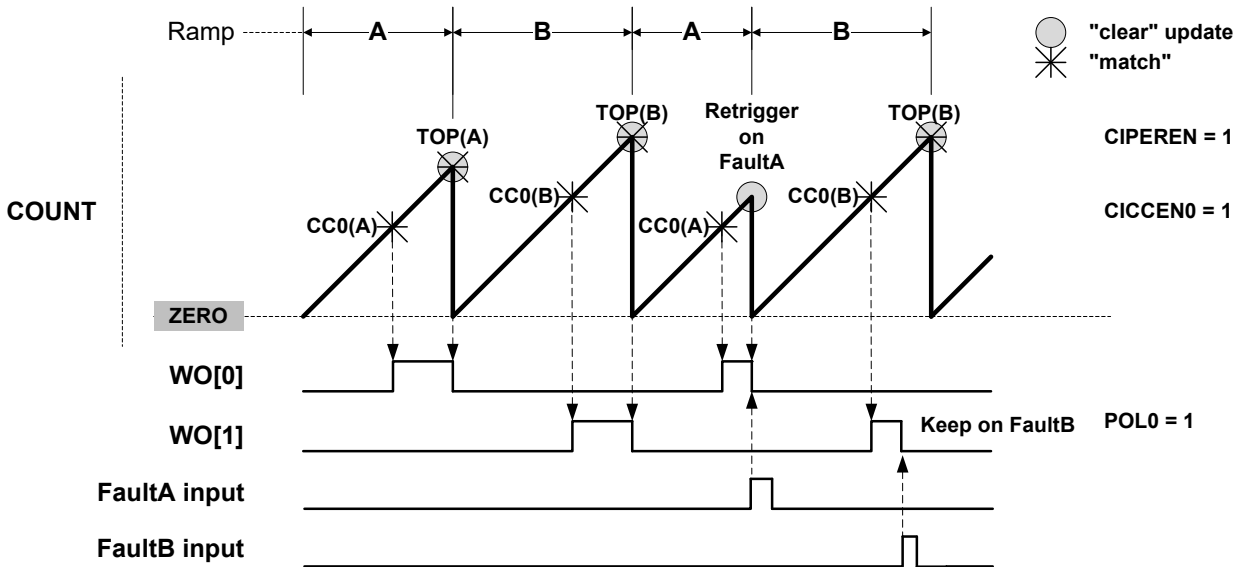 Ramp
A
B
A
B
"clear" update
"match"
COUNT
TOP(A)
TOP(B)
Retrigger
on
FaultA
TOP(B)
CIPEREN = 1
CC0(A)
CC0(B)
CC0(A)
CC0(B)
CICCEN0 = 1
ZERO
WO[0]
WO[1]
Keep on FaultB
POL0 = 1
FaultA input
FaultB input